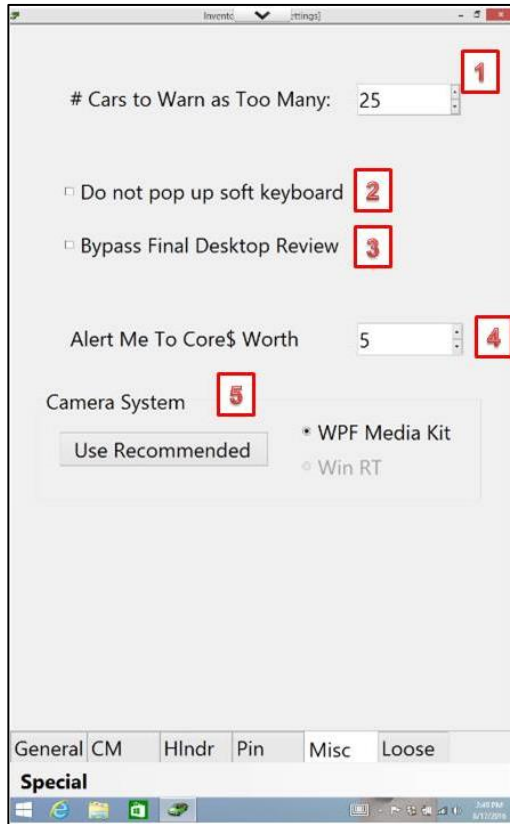 # Cars to Warn as Too Many: 25
1
Do not pop up soft keyboard
2
Bypass Final Desktop Review
3
Alert Me To Core$ Worth 5
4
Camera System
5
Use Recommended
WPF Media Kit
Win RT
General CM HIndr Pin Misc Loose
Special